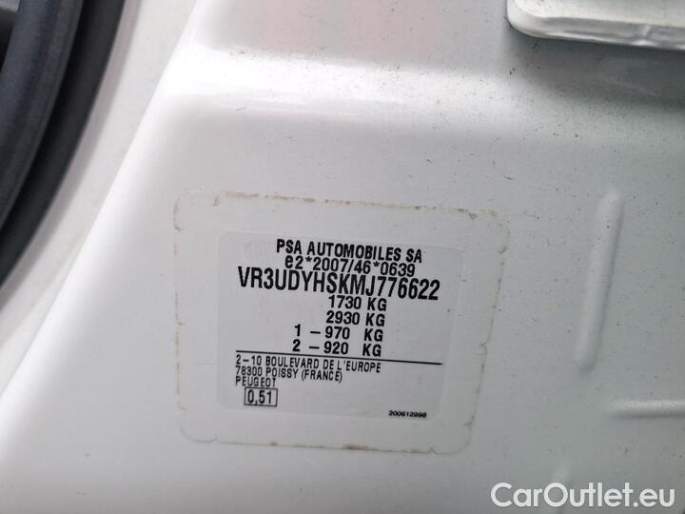 PSA AUTOMOBILES SA
e2*2007/46*0639
VR3UDYHSKMJ776622
1730 KG
2930 KG
1 - 970 KG
2 - 920 KG
2-10 BOULEVARD DE L'EUROPE
78300 POISSY (FRANCE)
PEUGEOT
0,51
CarOutlet.eu